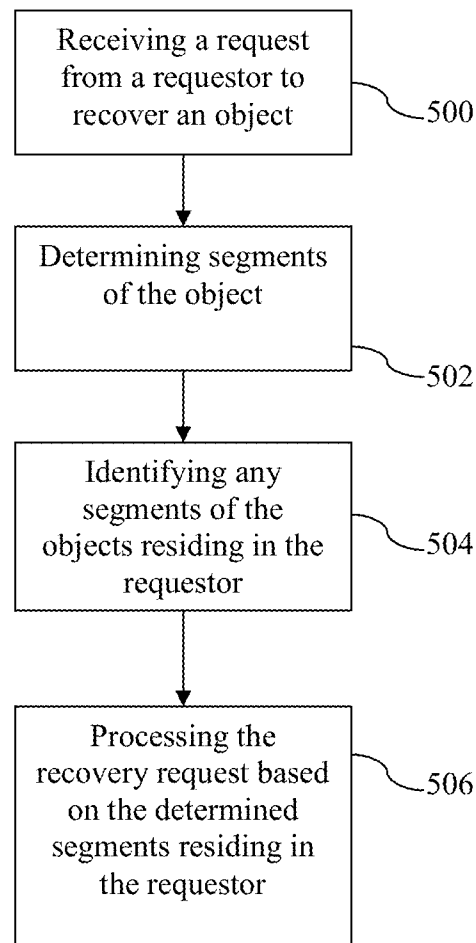 Receiving a request
from a requestor to
recover an object
500
Determining segments
of the object
502
Identifying any
segments of the
objects residing in the
requestor
504
Processing the
recovery request based
on the determined
segments residing in
the requestor
506